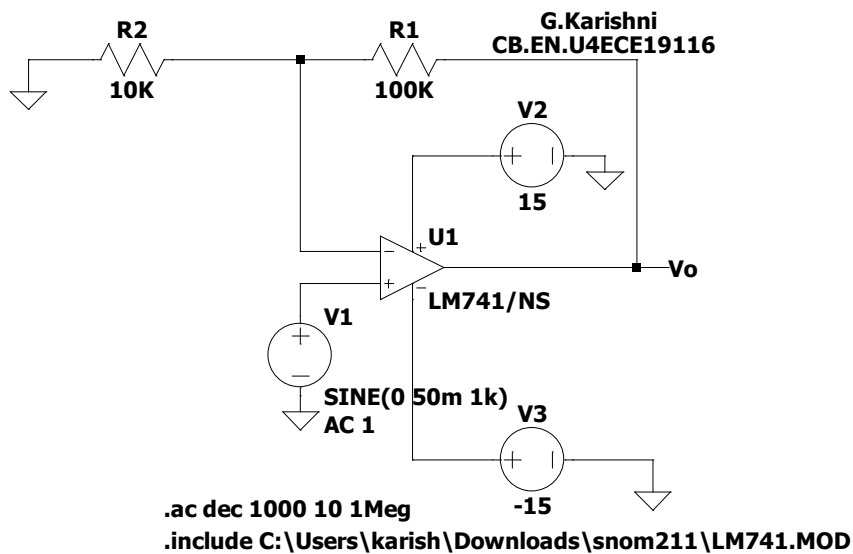 G.Karishni
CB.EN.U4ECE19116
R2
10K
R1
100K
V2
+ -
15
U1
- +
+ -
LM741/NS
Vo
V1
+
-
SINE(0 50m 1k)
AC 1
V3
+ -
-15
.ac dec 1000 10 1Meg
.include C:\Users\karish\Downloads\snom211\LM741.MOD